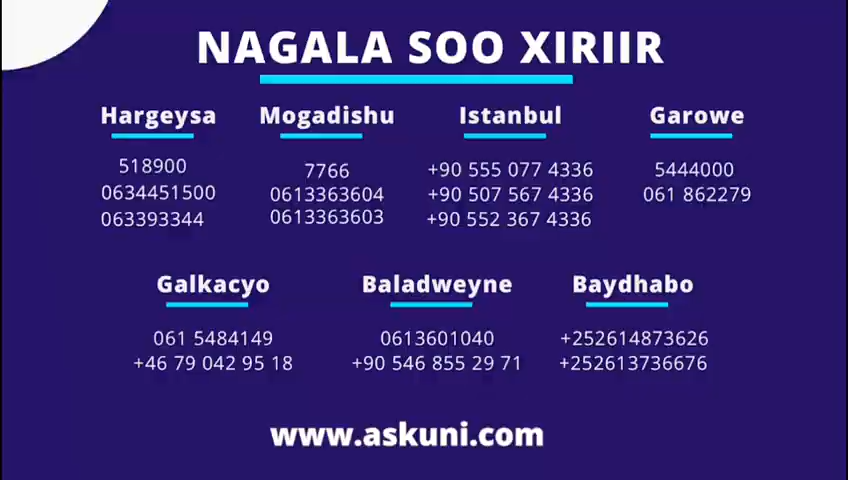 NAGALA SOO XIRIIR
Hargeysa
518900
0634451500
063393344
Mogadishu
7766
0613363604
0613363603
Istanbul
+90 555 077 4336
+90 507 567 4336
+90 552 367 4336
Garowe
5444000
061 862279
Galkacyo
061 5484149
+46 79 042 95 18
Baladweyne
0613601040
+90 546 855 29 71
Baydhabo
+252614873626
+252613736676
www.askuni.com